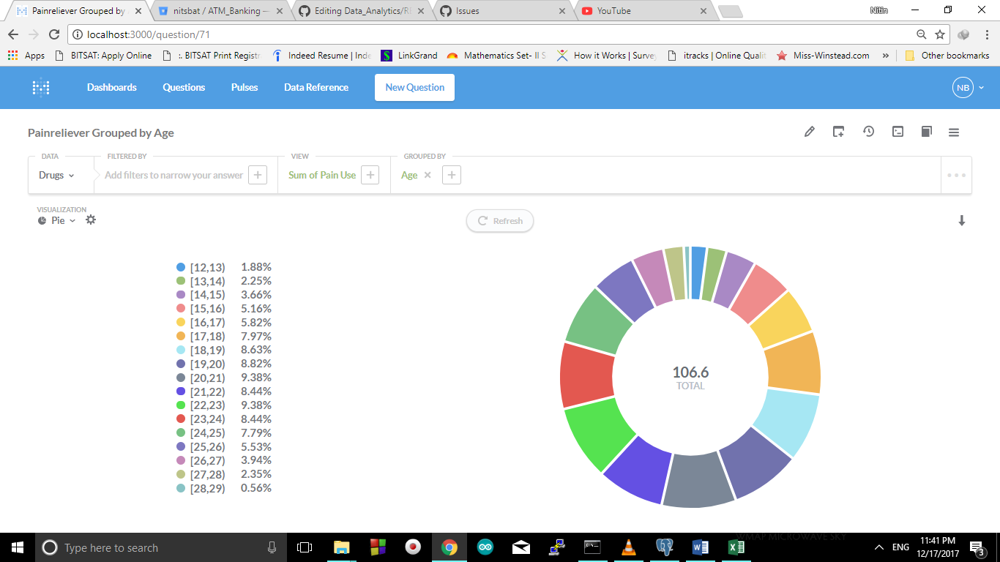 Painreliever Grouped by
nitsbat / ATM_Banking —
Editing Data_Analytics/RE
Issues
YouTube
Nitin
localhost:3000/question/71
Apps
BITSAT: Apply Online
:. BITSAT Print Registr
Indeed Resume | Inde
$ LinkGrand
Mathematics Set- II S
How it Works | Survey
itracks | Online Qualit
Miss-Winstead.com
»
Other bookmarks
Dashboards
Questions
Pulses
Data Reference
New Question
NB
Painreliever Grouped by Age
DATA
FILTERED BY
VIEW
GROUPED BY
Drugs
Add filters to narrow your answer
Sum of Pain Use
Age
VISUALIZATION
Pie
Refresh
[12,13) 1.88%
[13,14) 2.25%
[14,15) 3.66%
[15,16) 5.16%
[16,17) 5.82%
[17,18) 7.97%
[18,19) 8.63%
[19,20) 8.82%
[20,21) 9.38%
[21,22) 8.44%
[22,23) 9.38%
[23,24) 8.44%
[24,25) 7.79%
[25,26) 5.53%
[26,27) 3.94%
[27,28) 2.35%
[28,29) 0.56%
106.6
TOTAL
WMAP MICROWAVE SKY
Type here to search
ENG
11:41 PM
12/17/2017
3